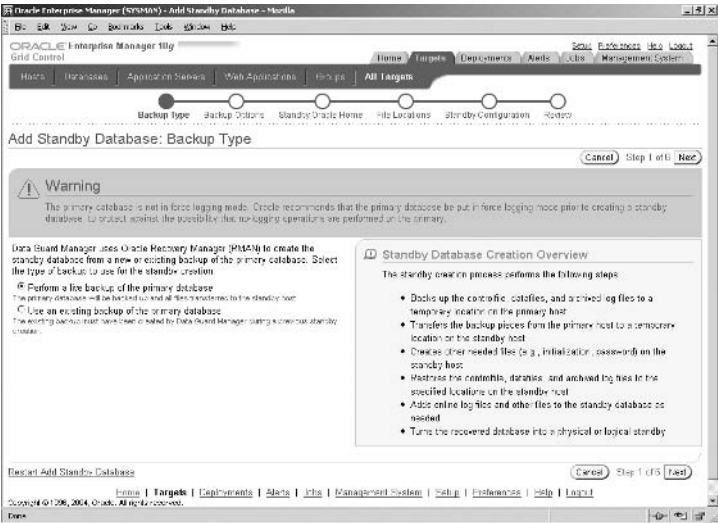 Oracle Enterprise Manager (SYSMAN) - Add Standby Database - Mozilla
File Edit View Go Bookmarks Tools Window Help
ORACLE Enterprise Manager 10g
Grid Control
Setup Preferences Help Logout
Home Targets Deployments Alerts Jobs Management System
Hosts Databases Application Servers Web Applications Groups All Targets
Backup Type Backup Options Standby Oracle Home File Locations Standby Configuration Review
Add Standby Database: Backup Type
Cancel Step 1 of 6 Next
Warning
The primary database is not in force logging mode. Oracle recommends that the primary database be put in force logging mode prior to creating a standby
database, to protect against the possibility that no-logging operations are performed on the primary.
Data Guard Manager uses Oracle Recovery Manager (RMAN) to create the
standby database from a new or existing backup of the primary database. Select
the type of backup to use for the standby creation.
Perform a live backup of the primary database
The primary database will be backed up and all files transferred to the standby host
Use an existing backup of the primary database
The existing backup must have been created by Data Guard Manager during a previous standby
creation.
Standby Database Creation Overview
The standby creation process performs the following steps:
• Backs up the controlfile, datafiles, and archived log files to a
temporary location on the primary host
• Transfers the backup pieces from the primary host to a temporary
location on the standby host
• Creates other needed files (e.g., initialization, password) on the
standby host
• Restores the controlfile, datafiles, and archived log files to the
specified locations on the standby host
• Adds online log files and other files to the standby database as
needed
• Turns the recovered database into a physical or logical standby
Restart Add Standby Database
Cancel Step 1 of 6 Next
Home | Targets | Deployments | Alerts | Jobs | Management System | Setup | Preferences | Help | Logout
Copyright © 1996, 2004, Oracle. All rights reserved.
Done